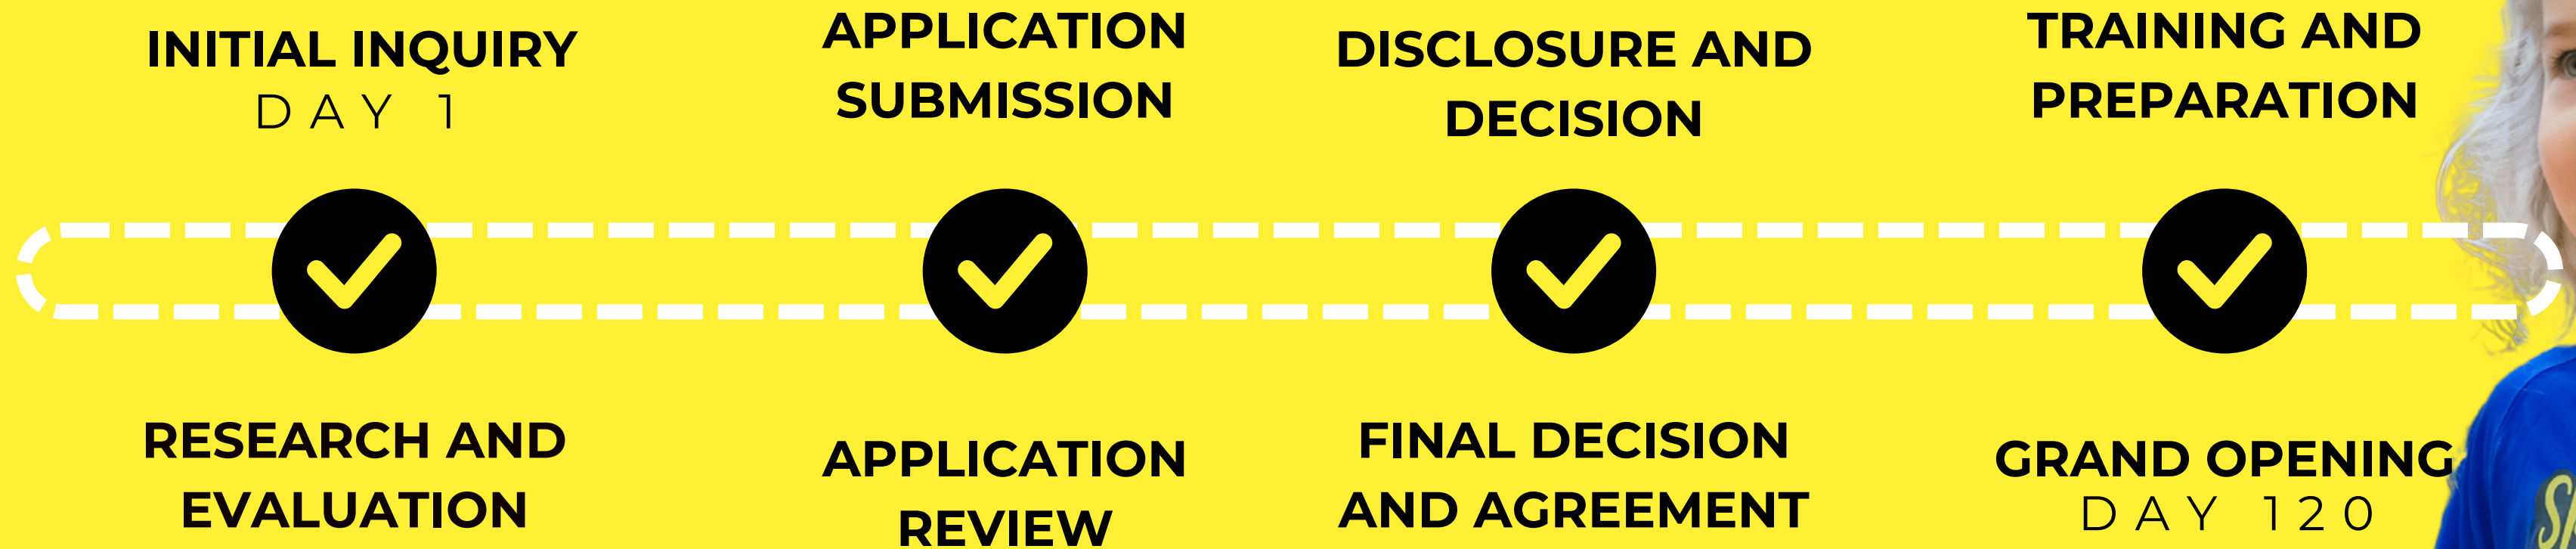 INITIAL INQUIRY
DAY 1
RESEARCH AND
EVALUATION
APPLICATION
SUBMISSION
APPLICATION
REVIEW
DISCLOSURE AND
DECISION
FINAL DECISION
AND AGREEMENT
TRAINING AND
PREPARATION
GRAND OPENING
DAY 120